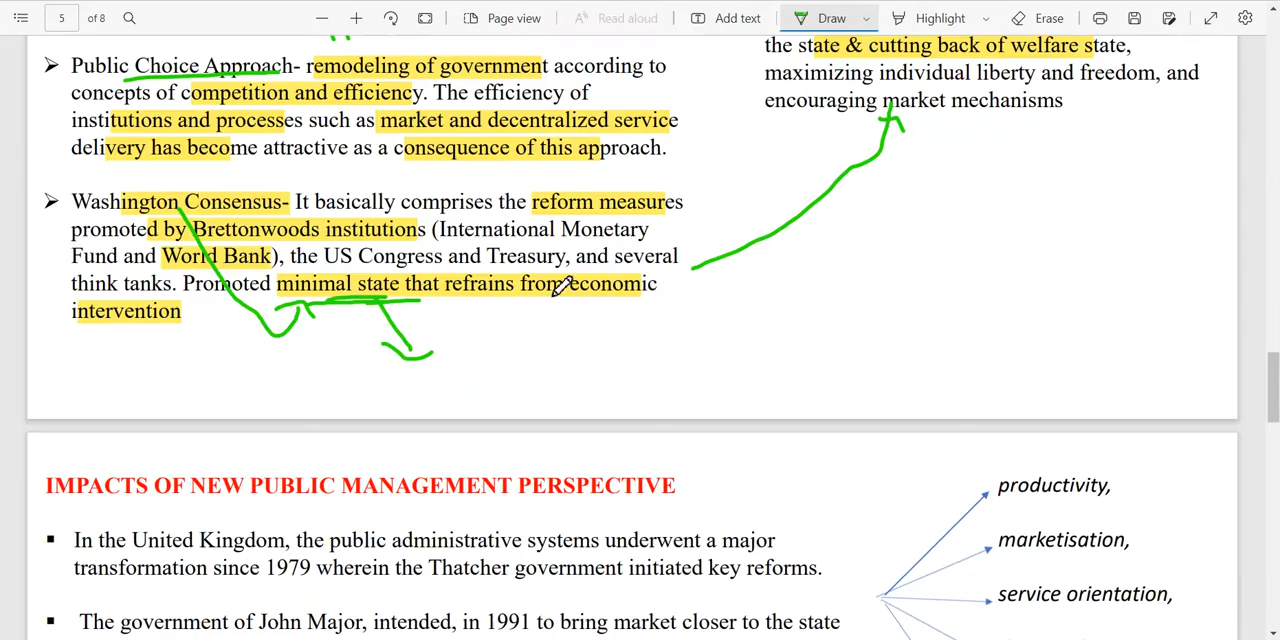 5 of 8 Page view Read aloud Add text Draw Highlight Erase
Public Choice Approach- remodeling of government according to
concepts of competition and efficiency. The efficiency of
institutions and processes such as market and decentralized service
delivery has become attractive as a consequence of this approach.
Washington Consensus- It basically comprises the reform measures
promoted by Brettonwoods institutions (International Monetary
Fund and World Bank), the US Congress and Treasury, and several
think tanks. Promoted minimal state that refrains from economic
intervention
the state & cutting back of welfare state,
maximizing individual liberty and freedom, and
encouraging market mechanisms
IMPACTS OF NEW PUBLIC MANAGEMENT PERSPECTIVE
In the United Kingdom, the public administrative systems underwent a major
transformation since 1979 wherein the Thatcher government initiated key reforms.
The government of John Major, intended, in 1991 to bring market closer to the state
productivity,
marketisation,
service orientation,